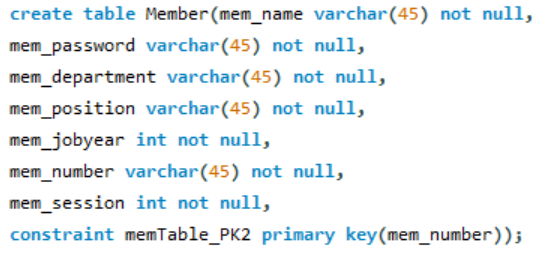 create table Member(mem_name varchar(45) not null,
mem_password varchar(45) not null,
mem_department varchar(45) not null,
mem_position varchar(45) not null,
mem_jobyear int not null,
mem_number varchar(45) not null,
mem_session int not null,
constraint memTable_PK2 primary key(mem_number));